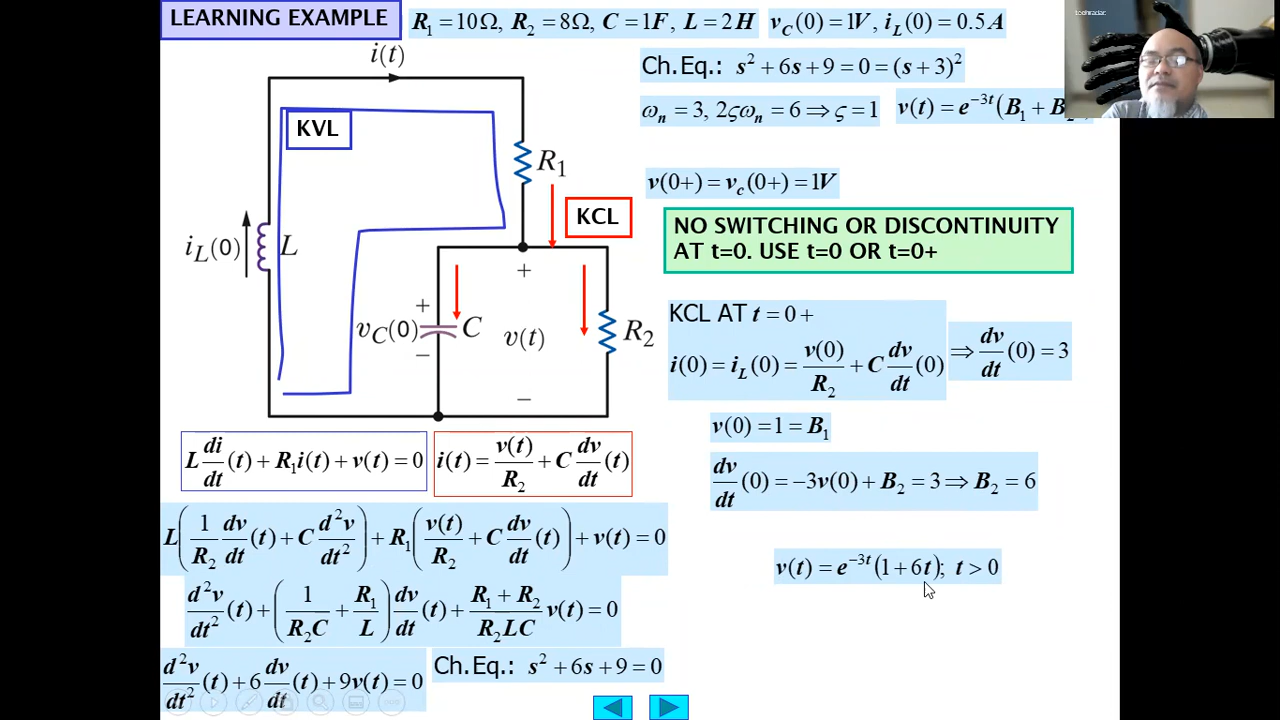 LEARNING EXAMPLE
R₁ = 10Ω, R₂ = 8Ω, C = 1F, L = 2H
v_C(0) = 1V, i_L(0) = 0.5A
i(t)
KVL
R₁
KCL
i_L(0)
L
+
v_C(0)
−
C
+
v(t)
−
R₂
L di/dt (t) + R₁i(t) + v(t) = 0
i(t) = v(t)/R₂ + C dv/dt (t)
L(1/R₂ dv/dt (t) + C d²v/dt²) + R₁(v(t)/R₂ + C dv/dt (t)) + v(t) = 0
d²v/dt² (t) + (1/R₂C + R₁/L) dv/dt (t) + (R₁ + R₂)/R₂LC v(t) = 0
d²v/dt² (t) + 6 dv/dt (t) + 9v(t) = 0
Ch.Eq.: s² + 6s + 9 = 0
Ch.Eq.: s² + 6s + 9 = 0 = (s + 3)²
ω_n = 3, 2ςω_n = 6 ⇒ ς = 1
v(t) = e^{-3t}(B₁ + B
v(0+) = v_c(0+) = 1V
NO SWITCHING OR DISCONTINUITY
AT t=0. USE t=0 OR t=0+
KCL AT t = 0+
i(0) = i_L(0) = v(0)/R₂ + C dv/dt (0)
⇒ dv/dt (0) = 3
v(0) = 1 = B₁
dv/dt (0) = −3v(0) + B₂ = 3 ⇒ B₂ = 6
v(t) = e^{-3t}(1 + 6t); t > 0